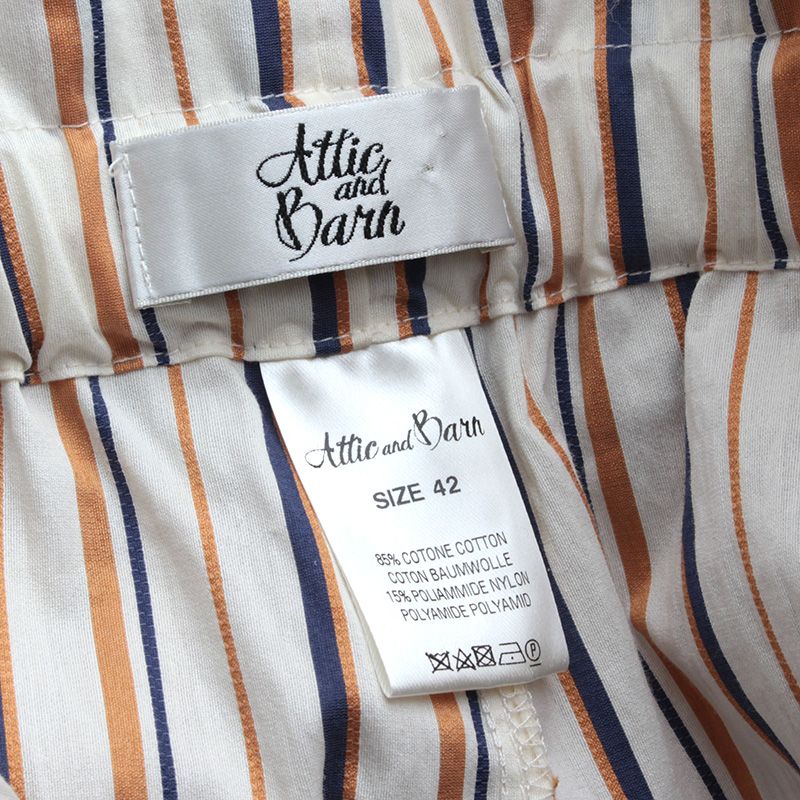 Attic
and
Barn
Attic and Barn
SIZE 42
85% COTONE COTTON
COTON BAUMWOLLE
15% POLIAMMIDE NYLON
POLYAMIDE POLYAMID
P